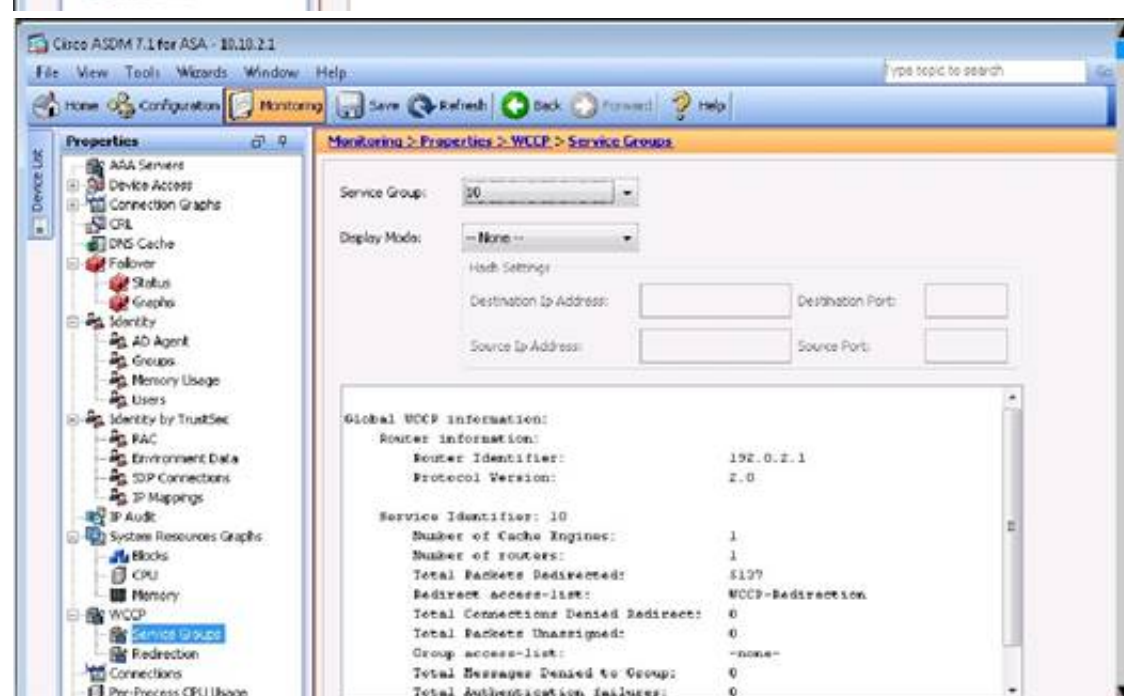 Cisco ASDM 7.1 for ASA - 10.10.2.1
File View Tools Wizards Window Help
Type topic to search
Go
Home Configuration Monitoring Save Refresh Back Forward Help
Device List
Properties
AAA Servers
Device Access
Connection Graphs
CRL
DNS Cache
Failover
Status
Graphs
Identity
AD Agent
Groups
Memory Usage
Users
Identity by TrustSec
PAC
Environment Data
SXP Connections
IP Mappings
IP Audit
System Resources Graphs
Blocks
CPU
Memory
WCCP
Service Groups
Redirection
Connections
Per-Process CPU Usage
Monitoring > Properties > WCCP > Service Groups
Service Group: 10
Display Mode: -- None --
Hash Settings
Destination Ip Address: Destination Port:
Source Ip Address: Source Port:
Global WCCP information:
Router information:
Router Identifier: 192.0.2.1
Protocol Version: 2.0
Service Identifier: 10
Number of Cache Engines: 1
Number of routers: 1
Total Packets Redirected:
Redirect access-list: WCCP-Redirection
Total Connections Denied Redirect: 0
Total Packets Unassigned: 0
Group access-list: -none-
Total Messages Denied to Group: 0
Total Authentication failures: 0